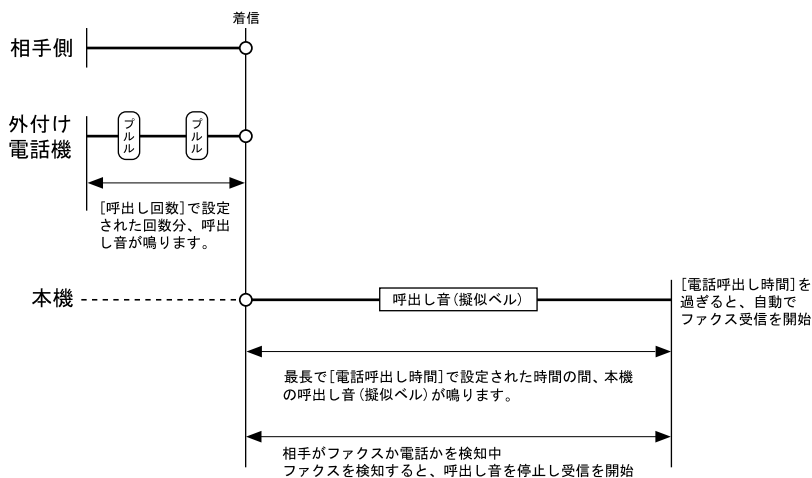 着信
相手側
外付け
電話機
プルル
プルル
[呼出し回数]で設定
された回数分、呼出
し音が鳴ります。
本機
呼出し音(擬似ベル)
[電話呼出し時間]を
過ぎると、自動で
ファクス受信を開始
最長で[電話呼出し時間]で設定された時間の間、本機
の呼出し音(擬似ベル)が鳴ります。
相手がファクスか電話かを検知中
ファクスを検知すると、呼出し音を停止し受信を開始